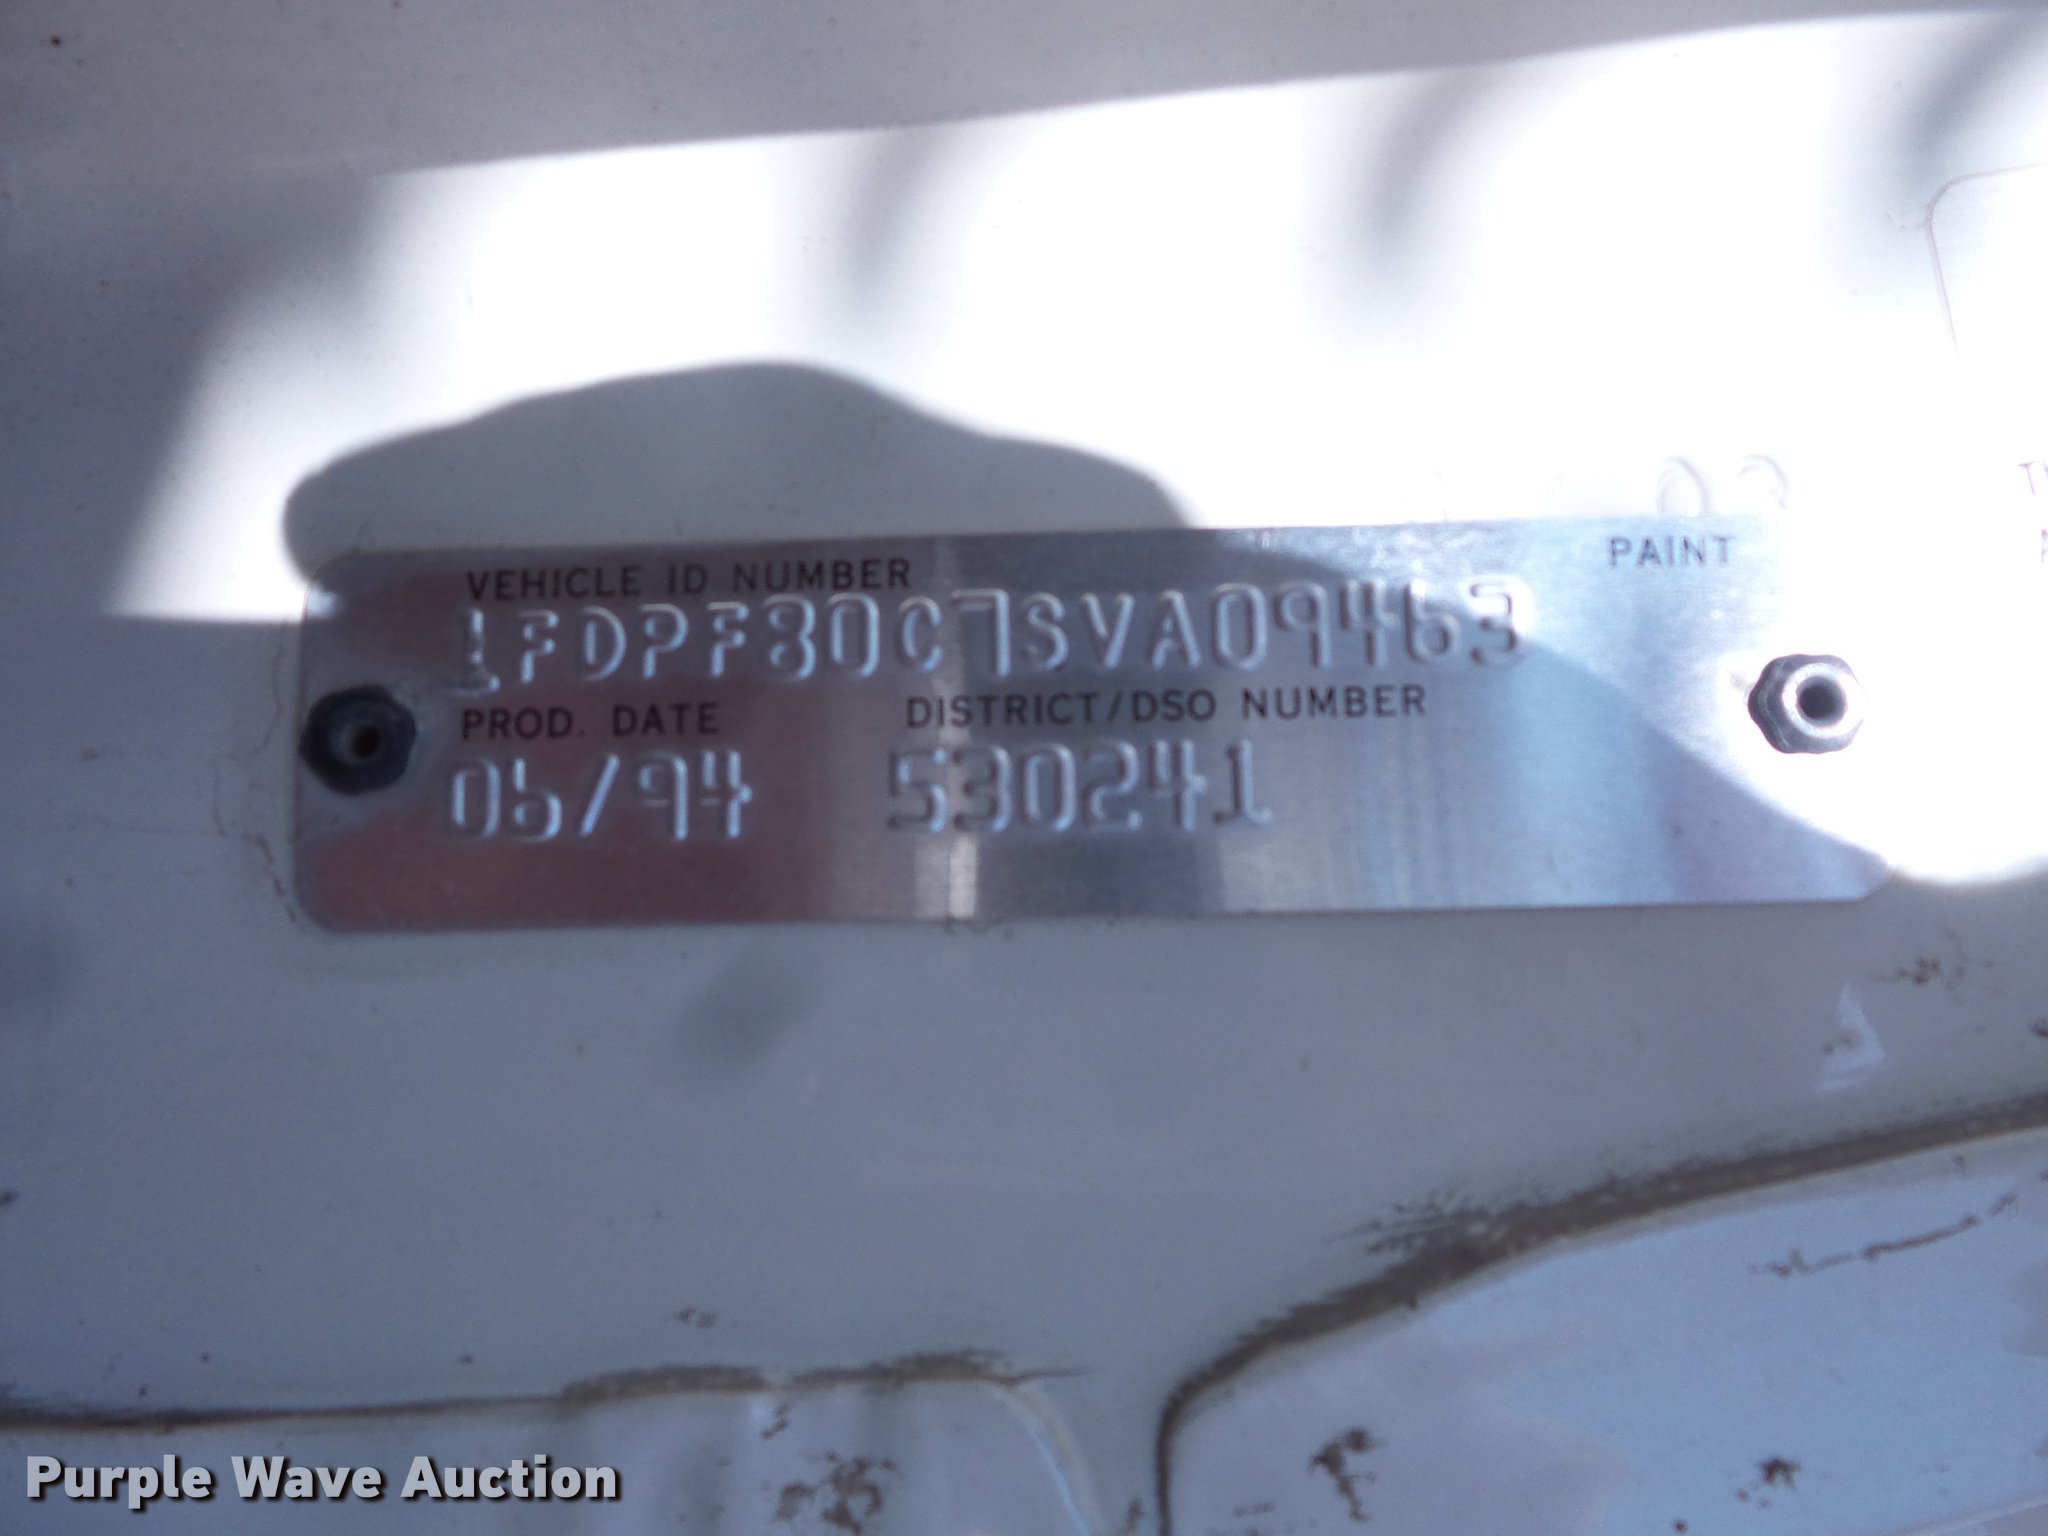 PAINT
VEHICLE ID NUMBER
1FDPF80C7SVA09463
PROD. DATE DISTRICT/DSO NUMBER
06/94 530241
Purple Wave Auction